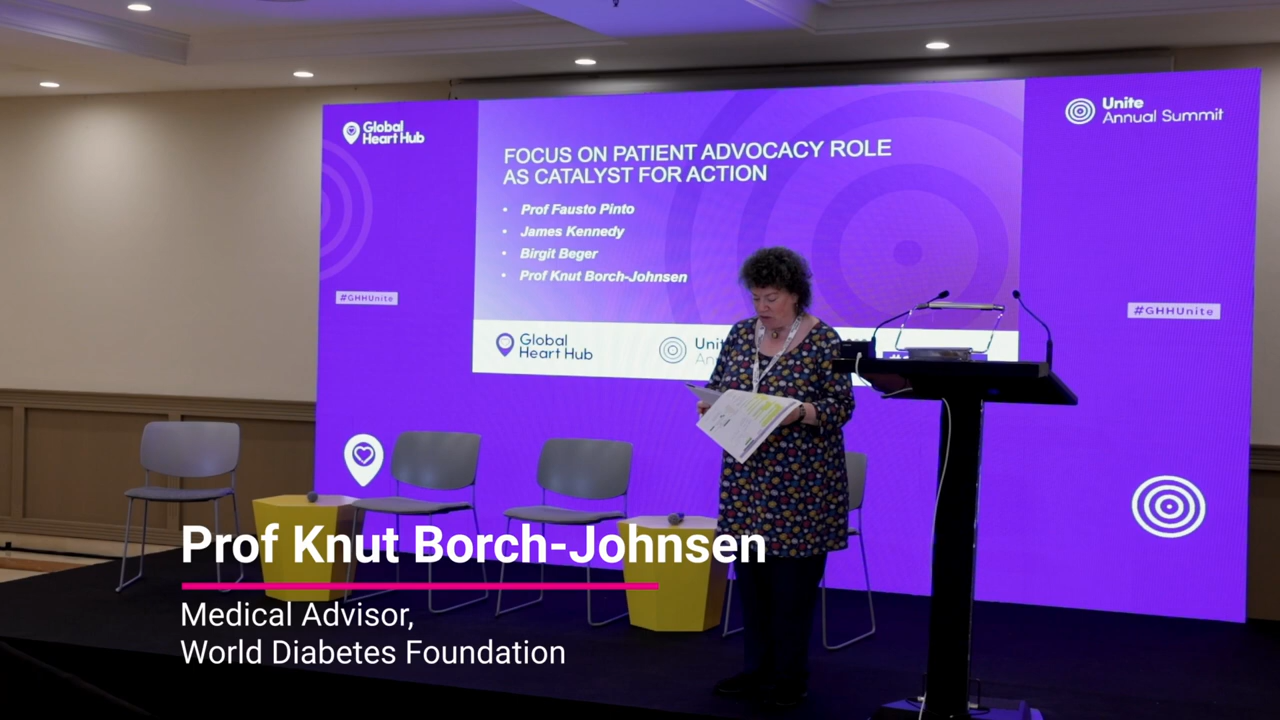 Global
Heart Hub
Unite
Annual Summit
FOCUS ON PATIENT ADVOCACY ROLE
AS CATALYST FOR ACTION
• Prof Fausto Pinto
• James Kennedy
• Birgit Beger
• Prof Knut Borch-Johnsen
#GHHUnite
#GHHUnite
Global
Heart Hub
Prof Knut Borch-Johnsen
Medical Advisor,
World Diabetes Foundation